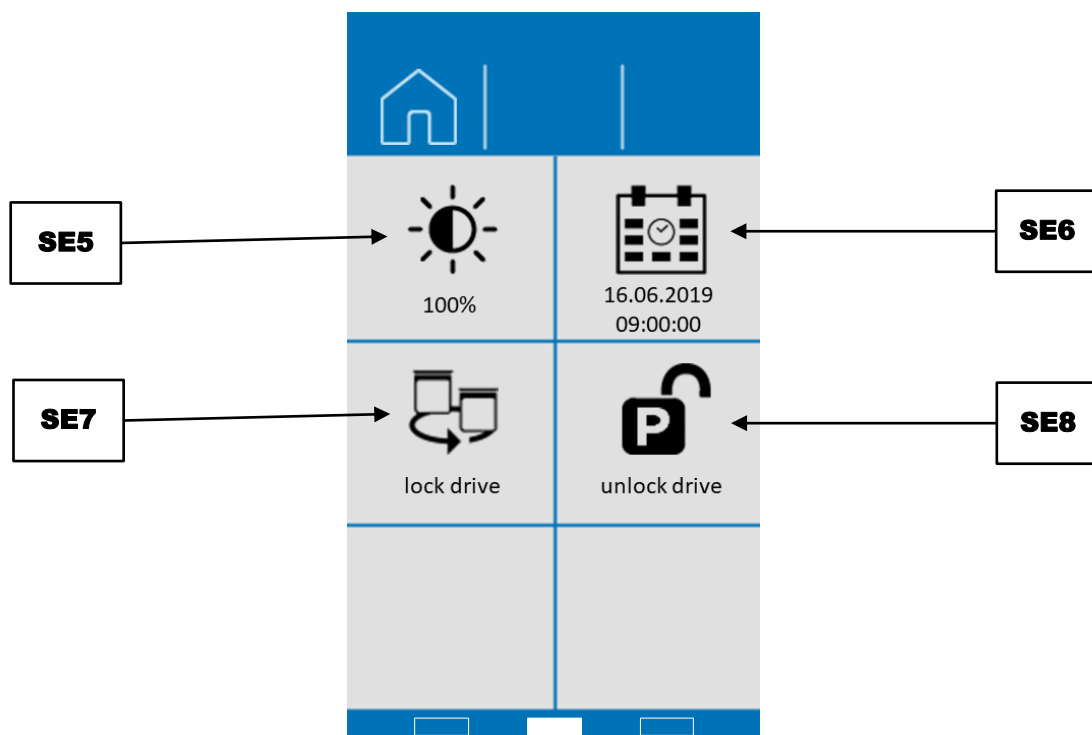 SE5
SE6
100%
16.06.2019
09:00:00
SE7
SE8
P
lock drive
unlock drive